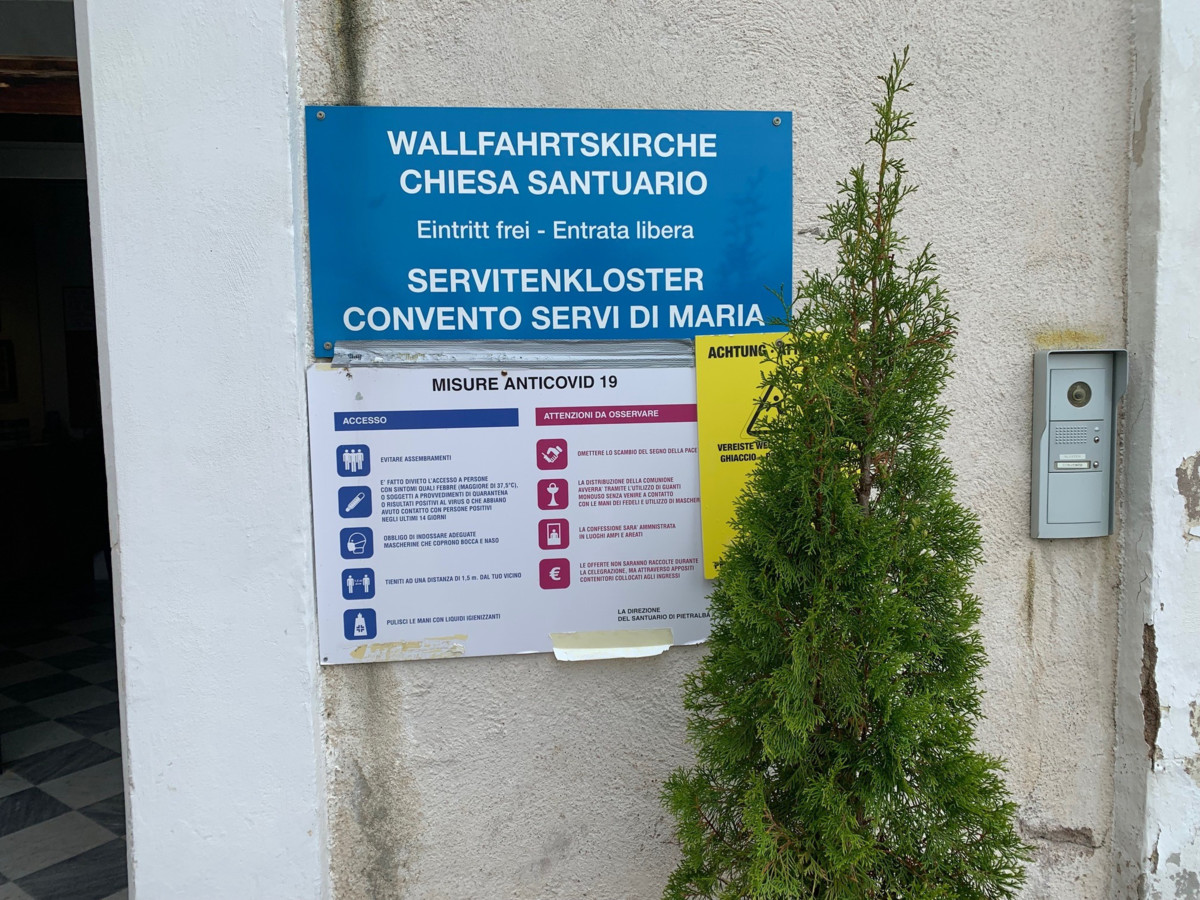 WALLFAHRTSKIRCHE
CHIESA SANTUARIO
Eintritt frei - Entrata libera
SERVITENKLOSTER
CONVENTO SERVI DI MARIA
MISURE ANTICOVID 19
ACCESSO
EVITARE ASSEMBRAMENTI
E' FATTO DIVIETO L'ACCESSO A PERSONE
CON SINTOMI QUALI FEBBRE (MAGGIORE DI 37,5°C),
O SOGGETTI A PROVVEDIMENTI DI QUARANTENA
O RISULTATI POSITIVI AL VIRUS O CHE ABBIANO
AVUTO CONTATTO CON PERSONE POSITIVI
NEGLI ULTIMI 14 GIORNI
OBBLIGO DI INDOSSARE ADEGUATE
MASCHERINE CHE COPRONO BOCCA E NASO
TIENITI AD UNA DISTANZA DI 1,5 m. DAL TUO VICINO
PULISCI LE MANI CON LIQUIDI IGIENIZZANTI
ATTENZIONI DA OSSERVARE
OMETTERE LO SCAMBIO DEL SEGNO DELLA PACE
LA DISTRIBUZIONE DELLA COMUNIONE
AVVERRA' TRAMITE L'UTILIZZO DI GUANTI
MONOUSO SENZA VENIRE A CONTATTO
CON LE MANI DEI FEDELI E UTILIZZO DI MASCHER
LA CONFESSIONE SARA' AMMNISTRATA
IN LUOGHI AMPI E AREATI
€
LE OFFERTE NON SARANNO RACCOLTE DURANTE
LA CELEGRAZIONE, MA ATTRAVERSO APPOSITI
CONTENITORI COLLOCATI AGLI INGRESSI
LA DIREZIONE
DEL SANTUARIO DI PIETRALBA
ACHTUNG
VEREISTE
GHIACCIO